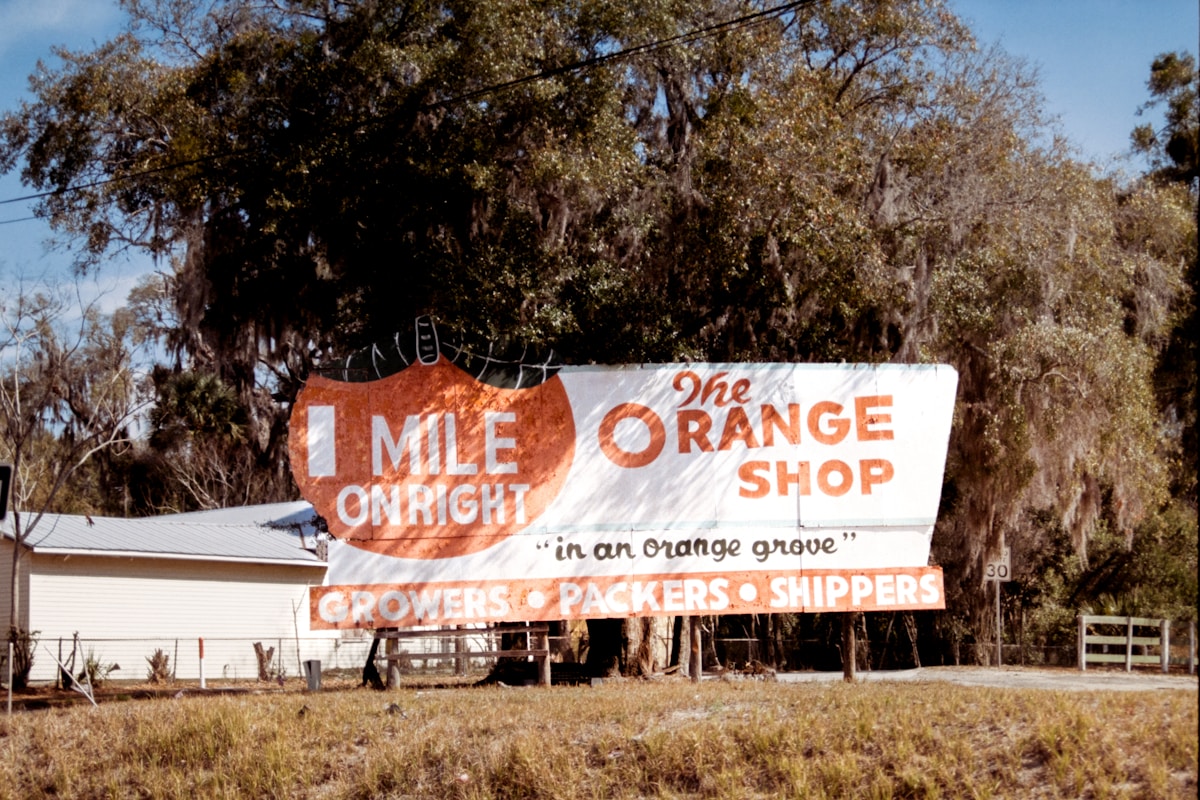 1 MILE
ON RIGHT
The
ORANGE
SHOP
“in an orange grove”
GROWERS • PACKERS • SHIPPERS
30